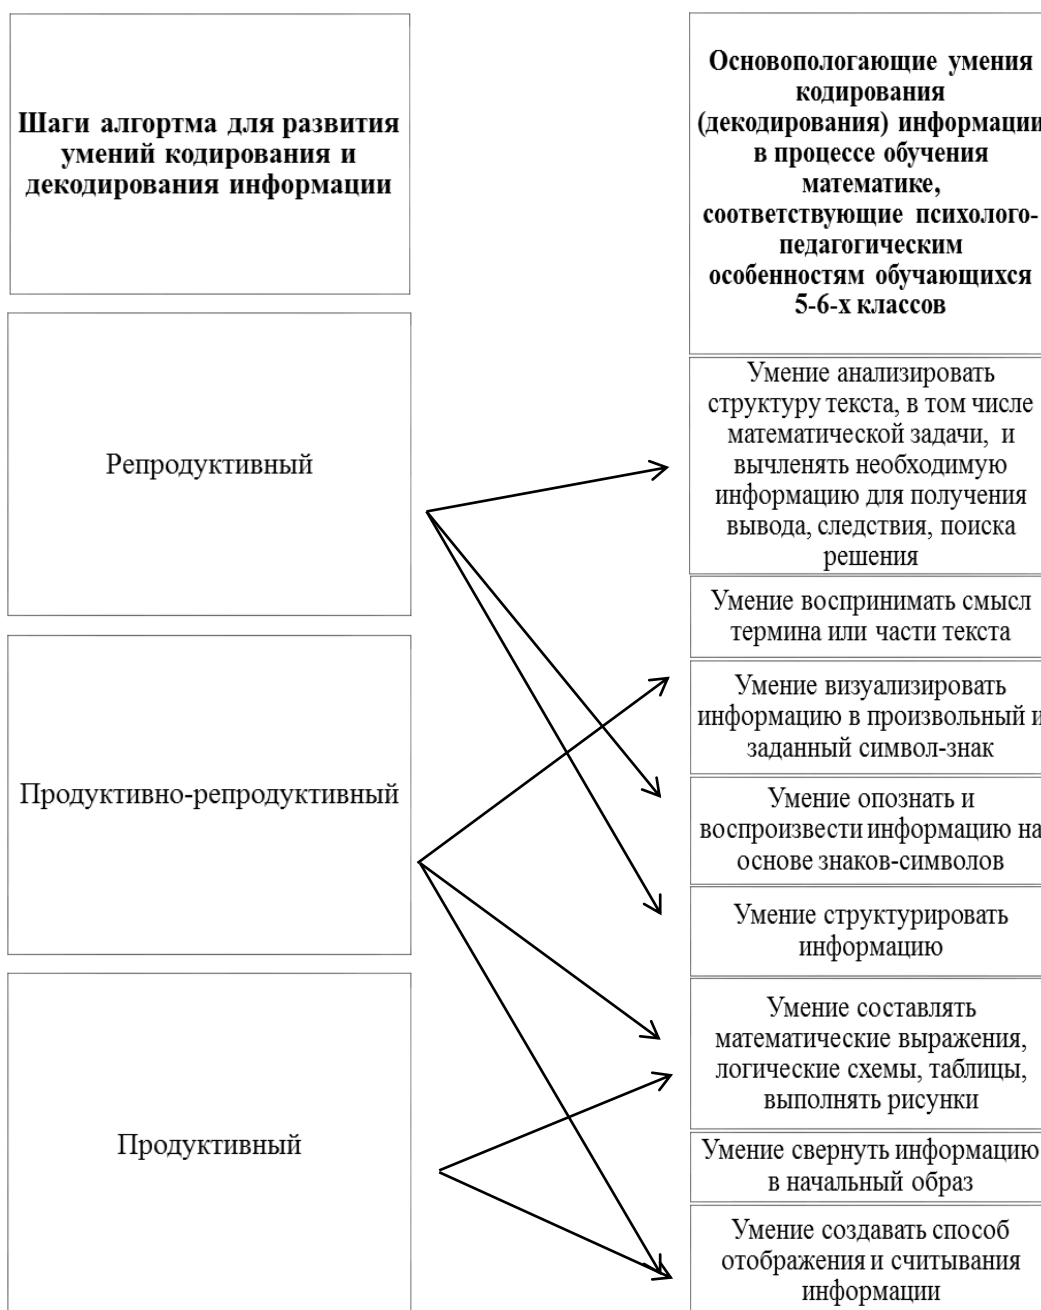 Шаги алгортма для развития
умений кодирования и
декодирования информации
Основопологающие умения
кодирования
(декодирования) информации
в процессе обучения
математике,
соответствующие психолого-
педагогическим
особенностям обучающихся
5-6-х классов
Репродуктивный
Продуктивно-репродуктивный
Продуктивный
Умение анализировать
структуру текста, в том числе
математической задачи, и
вычленять необходимую
информацию для получения
вывода, следствия, поиска
решения
Умение воспринимать смысл
термина или части текста
Умение визуализировать
информацию в произвольный и
заданный символ-знак
Умение опознать и
воспроизвести информацию на
основе знаков-символов
Умение структурировать
информацию
Умение составлять
математические выражения,
логические схемы, таблицы,
выполнять рисунки
Умение свернуть информацию
в начальный образ
Умение создавать способ
отображения и считывания
информации